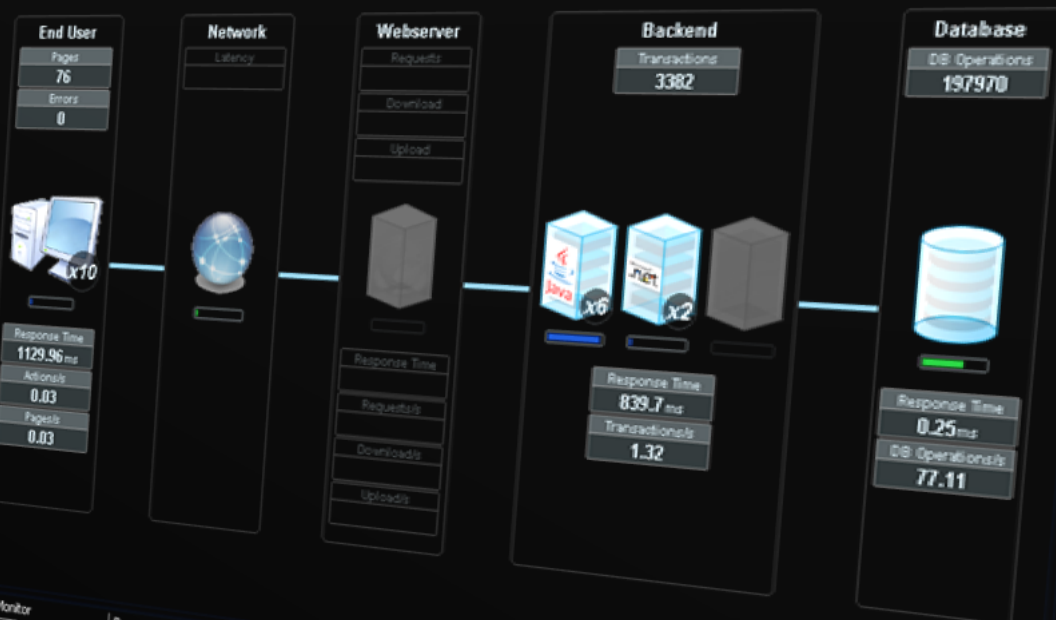 End User
Pages
76
Errors
0
x10
Response Time
1129.96 ms
Actions/s
0.03
Pages/s
0.03
Network
Latency
Webserver
Requests
Download
Upload
Response Time
Requests/s
Download/s
Upload/s
Backend
Transactions
3382
Java
x6
Microsoft
.net
x2
Response Time
839.7 ms
Transactions/s
1.32
Database
DB Operations
197970
Response Time
0.25 ms
DB Operations/s
77.11
Monitor